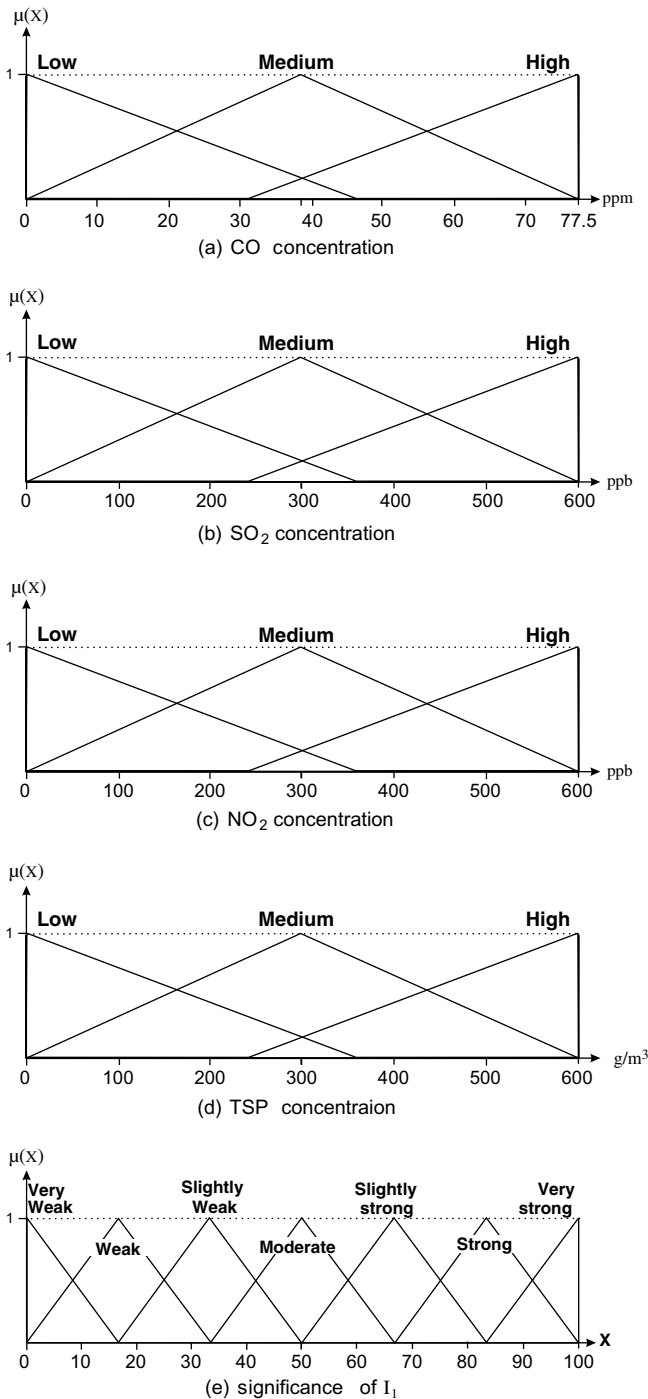 μ(X)
Low Medium High
1
0 10 20 30 40 50 60 70 77.5 ppm
(a) CO concentration
μ(X)
Low Medium High
1
0 100 200 300 400 500 600 ppb
(b) SO2 concentration
μ(X)
Low Medium High
1
0 100 200 300 400 500 600 ppb
(c) NO2 concentration
μ(X)
Low Medium High
1
0 100 200 300 400 500 600 g/m³
(d) TSP concentraion
μ(X)
Very Slightly Slightly Very
Weak Weak strong strong
1
Weak Moderate Strong
0 10 20 30 40 50 60 70 80 90 100 X
(e) significance of I1